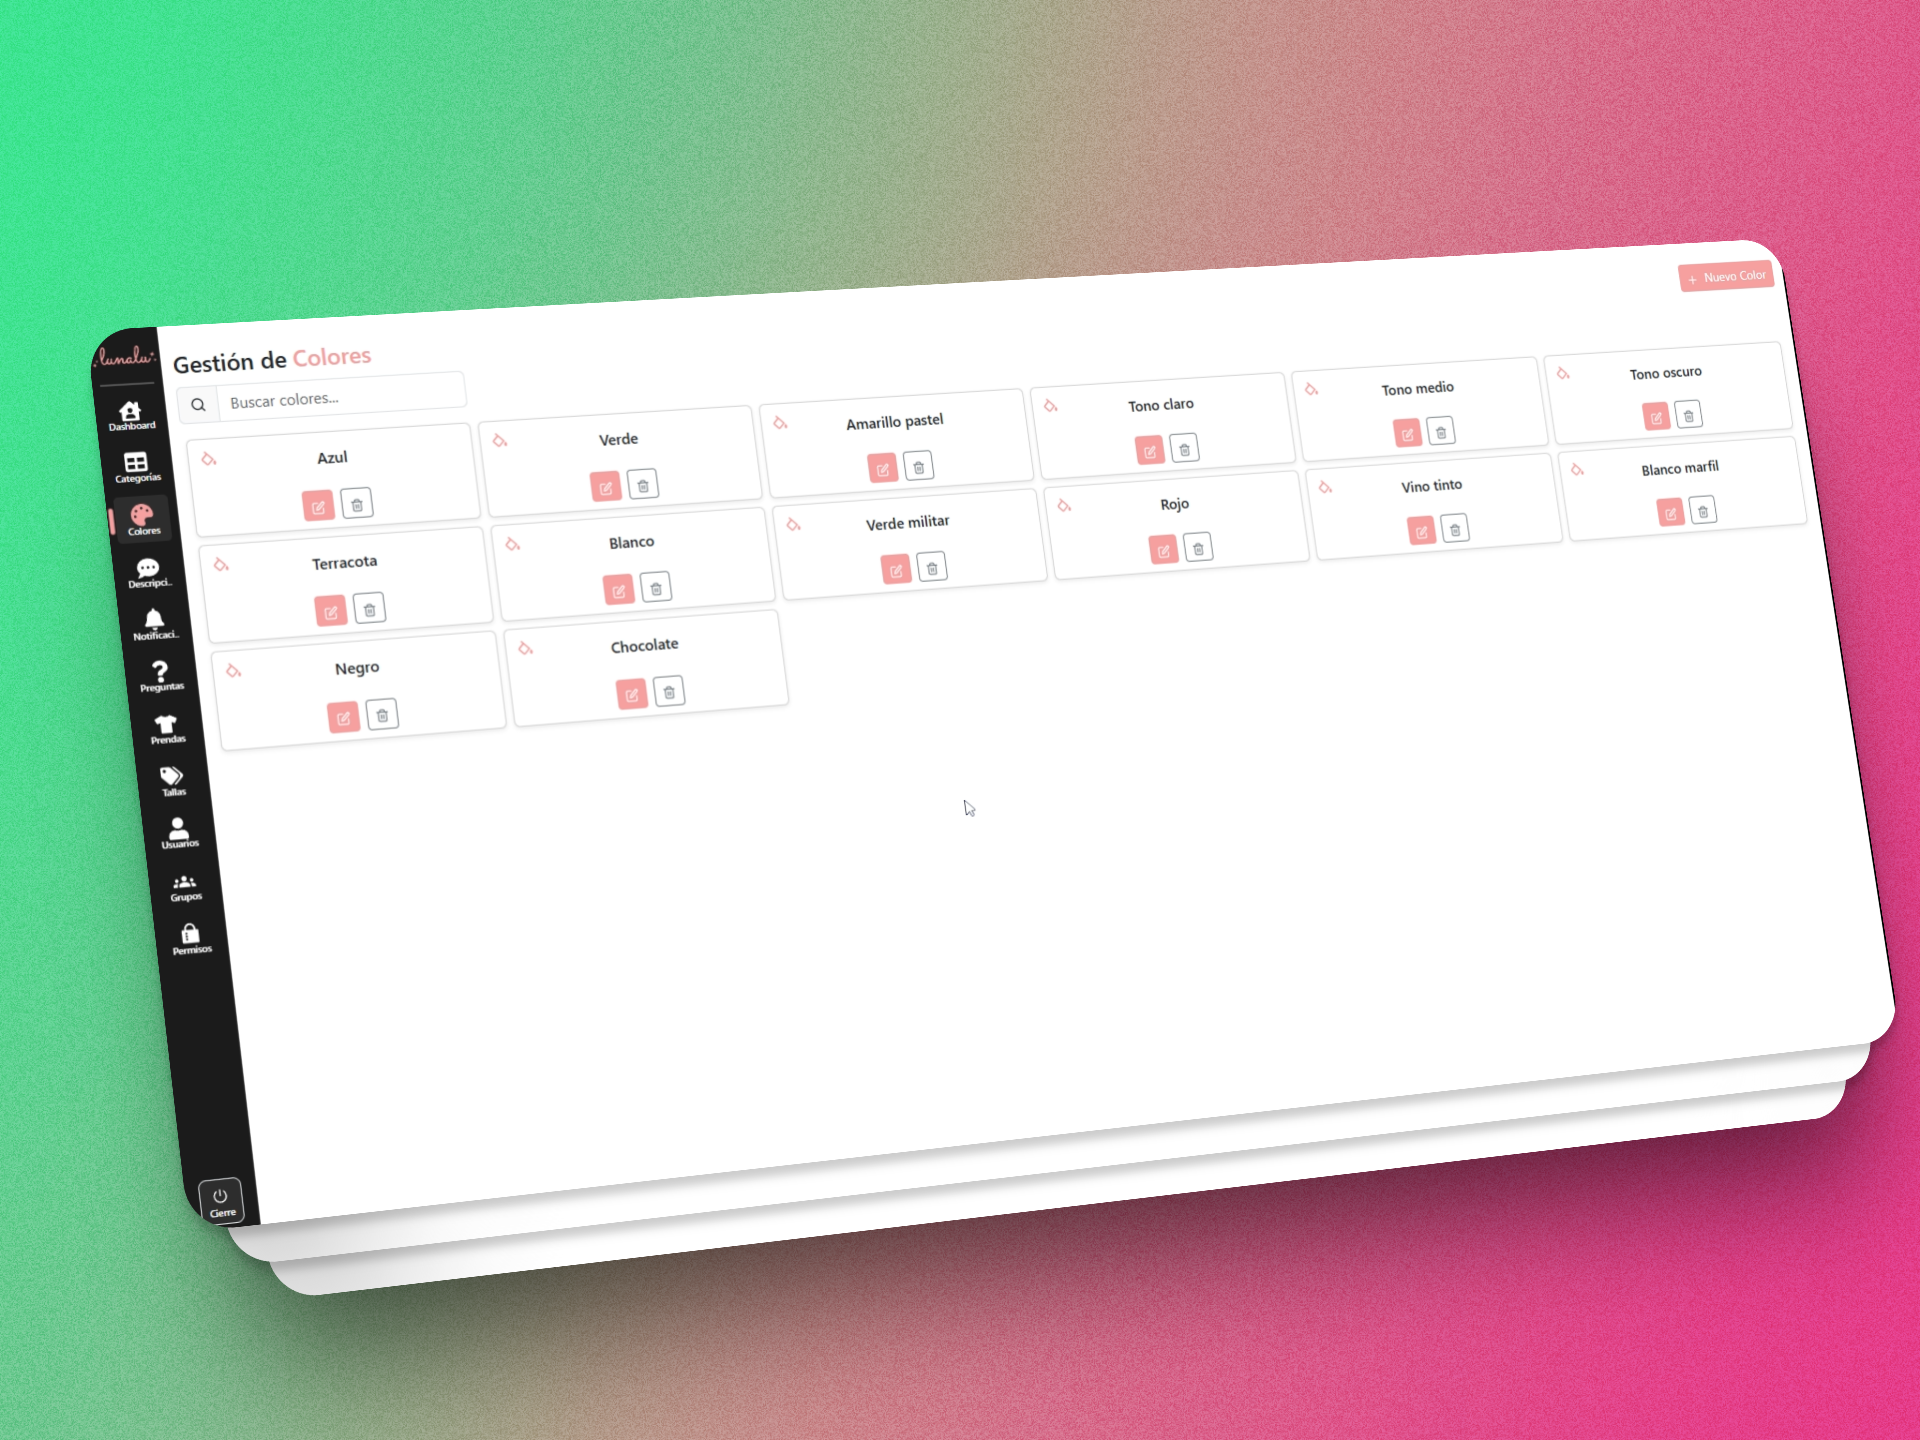 lunalu
Dashboard
Categorías
Colores
Descripci...
Notificaci...
Preguntas
Prendas
Tallas
Usuarios
Grupos
Permisos
Cierre
+ Nuevo Color
Gestión de Colores
Buscar colores...
Azul
Verde
Amarillo pastel
Tono claro
Tono medio
Tono oscuro
Terracota
Blanco
Verde militar
Rojo
Vino tinto
Blanco marfil
Negro
Chocolate